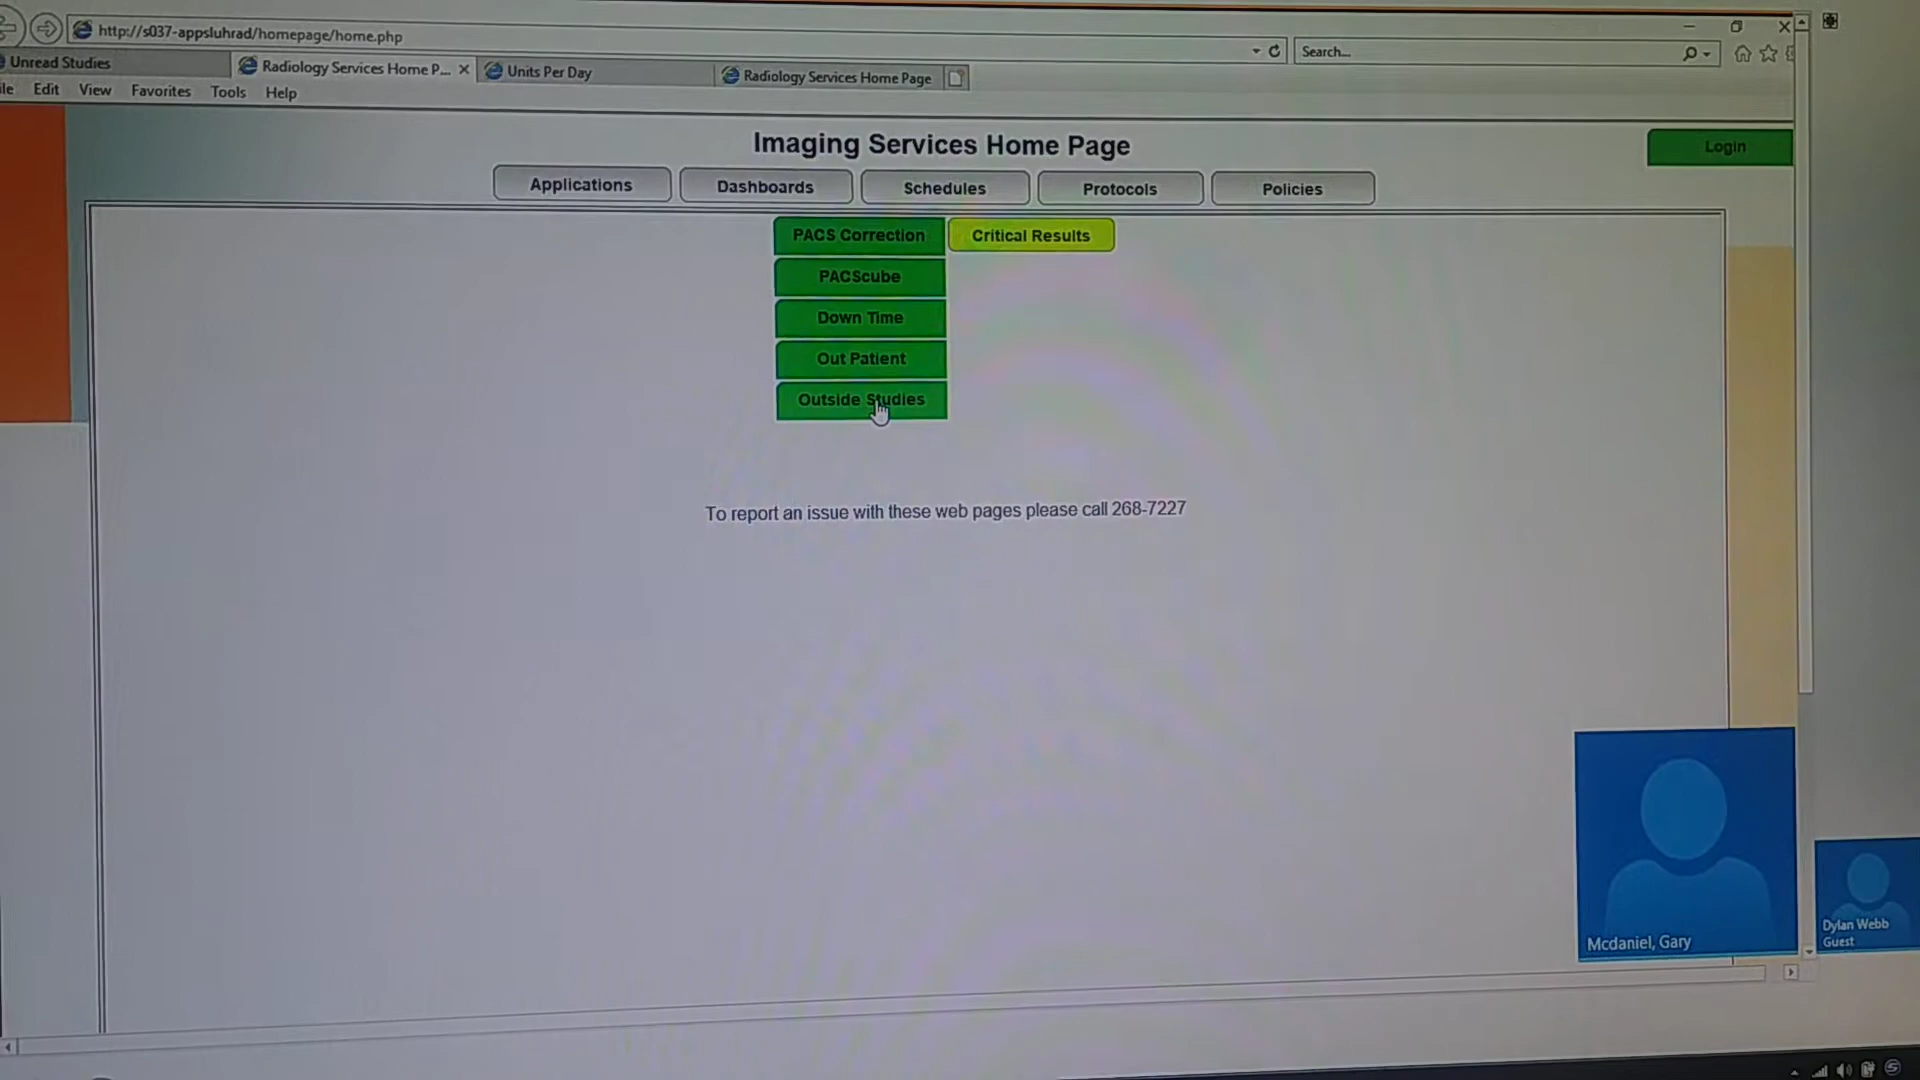 http://s037-appsluhrad/homepage/home.php
Search...
Unread Studies
Radiology Services Home P...
Units Per Day
Radiology Services Home Page
Edit View Favorites Tools Help
Imaging Services Home Page
Login
Applications Dashboards Schedules Protocols Policies
PACS Correction Critical Results
PACScube
Down Time
Out Patient
Outside Studies
To report an issue with these web pages please call 268-7227
Mcdaniel, Gary
Dylan Webb
Guest